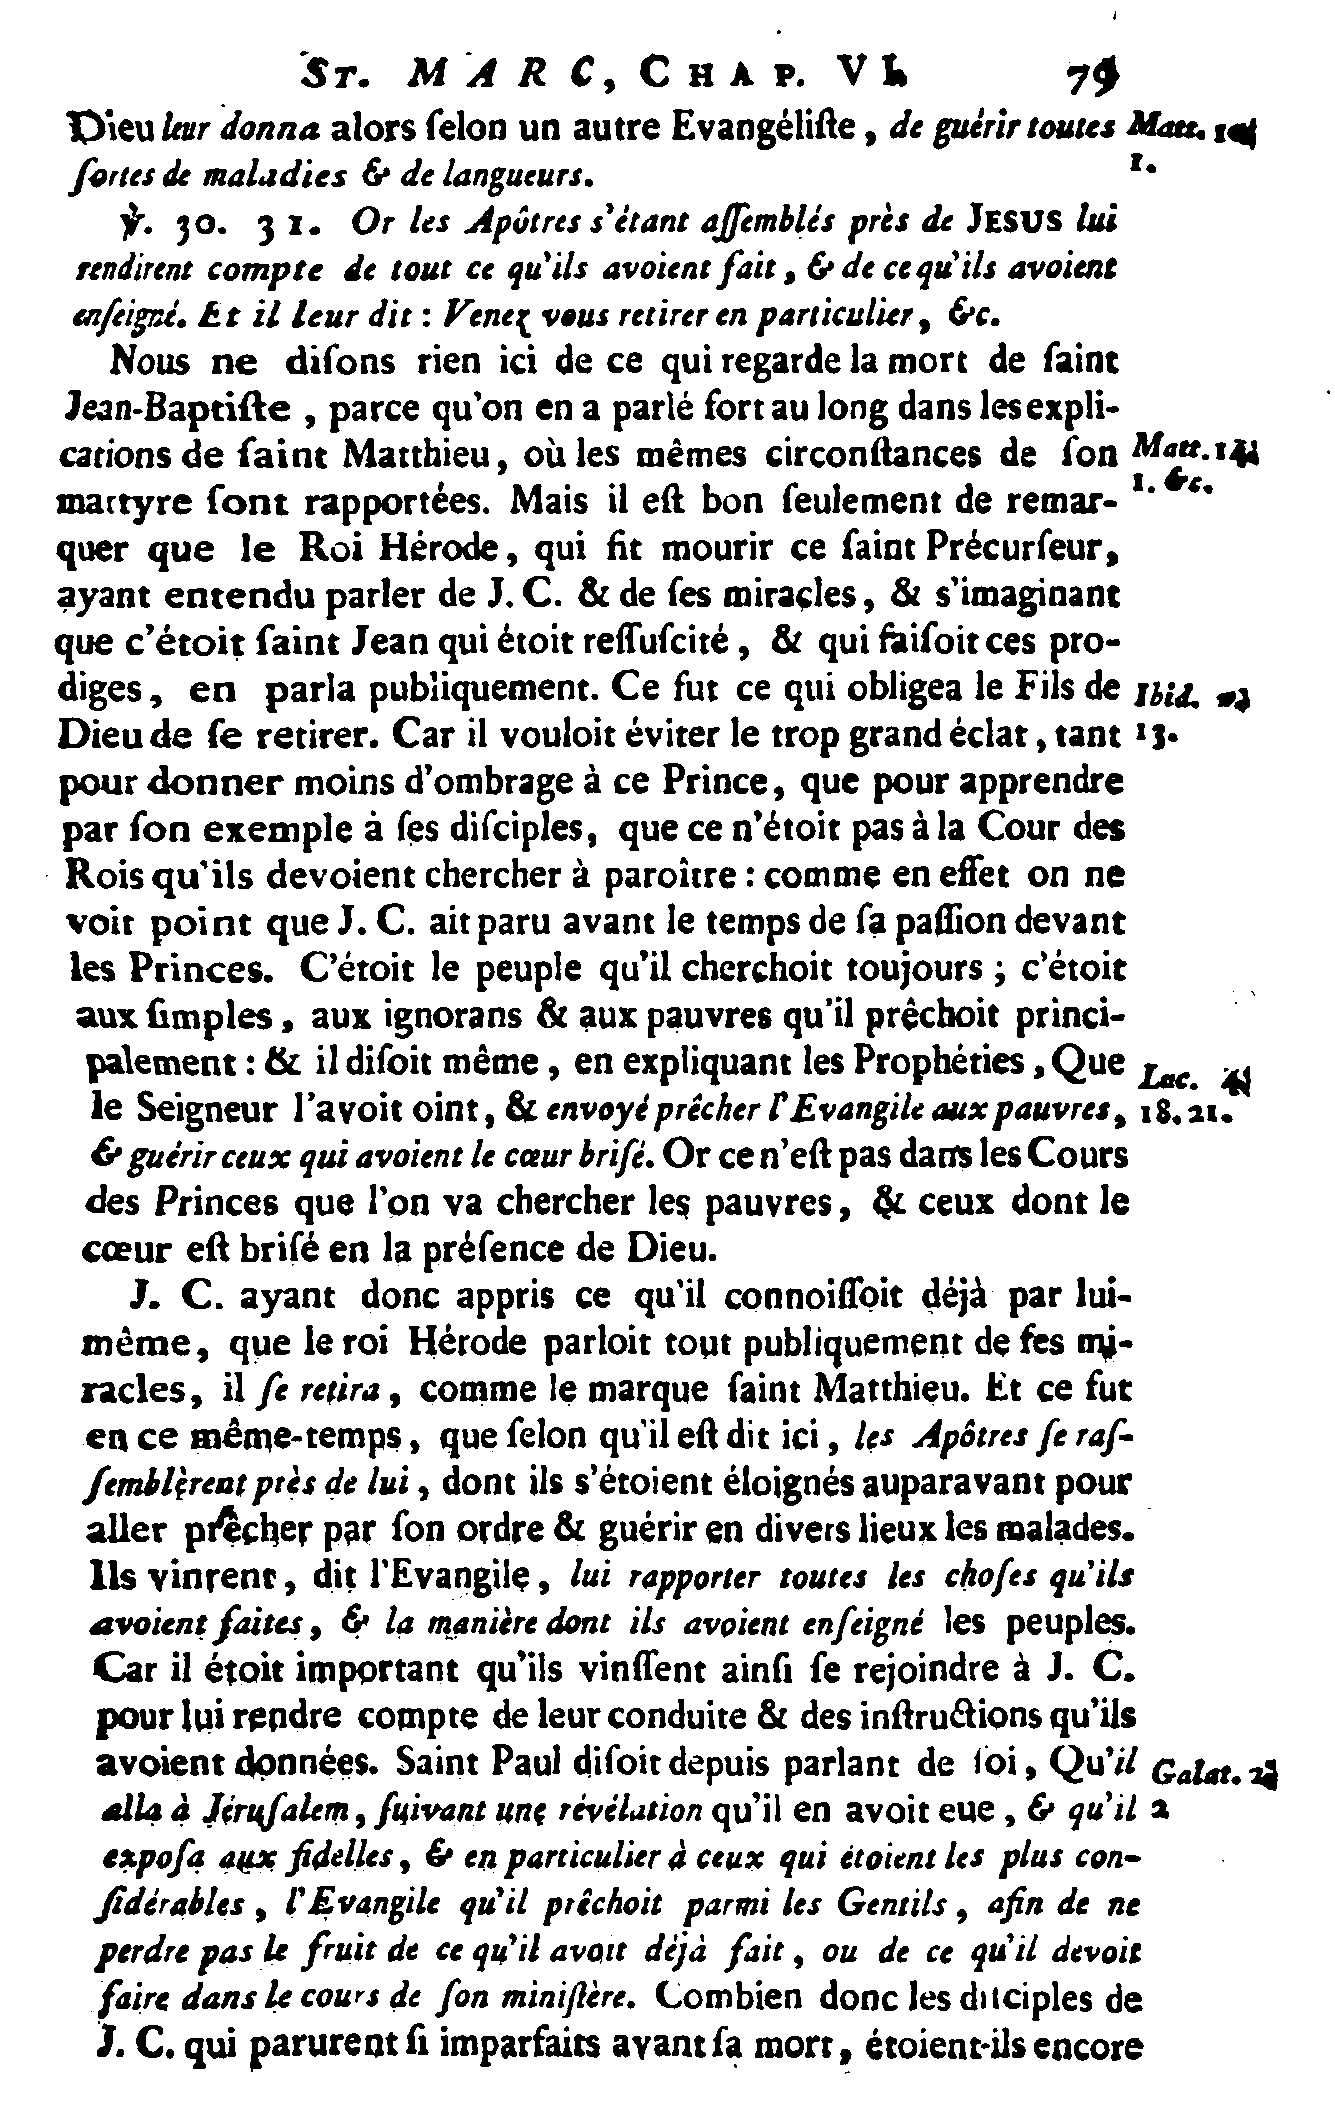 ST. MARC, CHAP. VI. 79
Dieu leur donna alors ſelon un autre Evangéliſte, de guérir toutes
Matt. 10.
ſortes de maladies & de langueurs.
1.
℣. 30. 31. Or les Apôtres s'étant aſſemblés près de JESUS lui
rendirent compte de tout ce qu'ils avoient fait, & de ce qu'ils avoient
enſeigné. Et il leur dit : Venez vous retirer en particulier, &c.
Nous ne diſons rien ici de ce qui regarde la mort de ſaint
Jean-Baptiſte, parce qu'on en a parlé fort au long dans les expli-
cations de ſaint Matthieu, où les mêmes circonſtances de ſon
Matt. 14.
martyre ſont rapportées. Mais il eſt bon ſeulement de remar-
1. &c.
quer que le Roi Hérode, qui fit mourir ce ſaint Précurſeur,
ayant entendu parler de J. C. & de ſes miracles, & s'imaginant
que c'étoit ſaint Jean qui étoit reſſuſcité, & qui faiſoit ces pro-
diges, en parla publiquement. Ce fut ce qui obligea le Fils de
Ibid.
Dieu de ſe retirer. Car il vouloit éviter le trop grand éclat, tant
13.
pour donner moins d'ombrage à ce Prince, que pour apprendre
par ſon exemple à ſes diſciples, que ce n'étoit pas à la Cour des
Rois qu'ils devoient chercher à paroître : comme en effet on ne
voit point que J. C. ait paru avant le temps de ſa paſſion devant
les Princes. C'étoit le peuple qu'il cherchoit toujours ; c'étoit
aux ſimples, aux ignorans & aux pauvres qu'il prêchoit princi-
palement : & il diſoit même, en expliquant les Prophéties, Que
Luc. 4.
le Seigneur l'avoit oint, & envoyé prêcher l'Evangile aux pauvres,
18. 21.
& guérir ceux qui avoient le cœur briſé. Or ce n'eſt pas dans les Cours
des Princes que l'on va chercher les pauvres, & ceux dont le
cœur eſt briſé en la préſence de Dieu.
J. C. ayant donc appris ce qu'il connoiſſoit déjà par lui-
même, que le roi Hérode parloit tout publiquement de ſes mi-
racles, il ſe retira, comme le marque ſaint Matthieu. Et ce fut
en ce même-temps, que ſelon qu'il eſt dit ici, les Apôtres ſe raſ-
ſemblèrent près de lui, dont ils s'étoient éloignés auparavant pour
aller prêcher par ſon ordre & guérir en divers lieux les malades.
Ils vinrent, dit l'Evangile, lui rapporter toutes les choſes qu'ils
avoient faites, & la manière dont ils avoient enſeigné les peuples.
Car il étoit important qu'ils vinſſent ainſi ſe rejoindre à J. C.
pour lui rendre compte de leur conduite & des inſtructions qu'ils
avoient données. Saint Paul diſoit depuis parlant de ſoi, Qu'il
Galat. 2.
alla à Jéruſalem, ſuivant une révélation qu'il en avoit eue, & qu'il
2
expoſa aux fidelles, & en particulier à ceux qui étoient les plus con-
ſidérables, l'Evangile qu'il prêchoit parmi les Gentils, afin de ne
perdre pas le fruit de ce qu'il avoit déjà fait, ou de ce qu'il devoit
faire dans le cours de ſon miniſtère. Combien donc les diſciples de
J. C. qui parurent ſi imparfaits avant ſa mort, étoient-ils encore